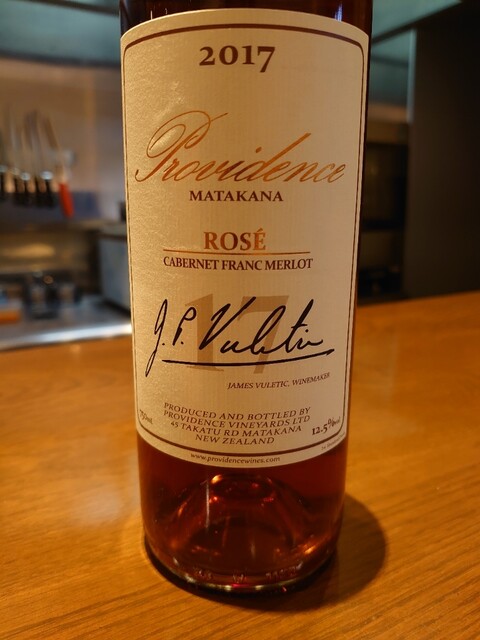 2017
Providence
MATAKANA
ROSÉ
CABERNET FRANC MERLOT
17
J. P. Vuletic
JAMES VULETIC, WINEMAKER
PRODUCED AND BOTTLED BY
PROVIDENCE VINEYARDS LTD
45 TAKATU RD MATAKANA
NEW ZEALAND
12.5%vol
www.providencewines.com